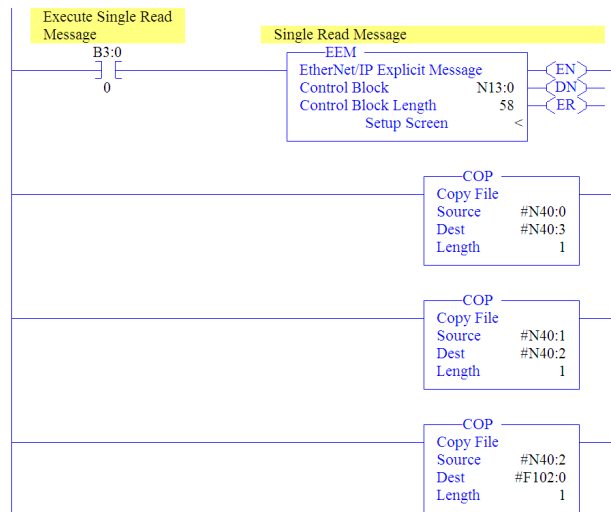 Execute Single Read
Message
Single Read Message
B3:0
0
EEM
EtherNet/IP Explicit Message
Control Block N13:0
Control Block Length 58
Setup Screen <
EN
DN
ER
COP
Copy File
Source #N40:0
Dest #N40:3
Length 1
COP
Copy File
Source #N40:1
Dest #N40:2
Length 1
COP
Copy File
Source #N40:2
Dest #F102:0
Length 1